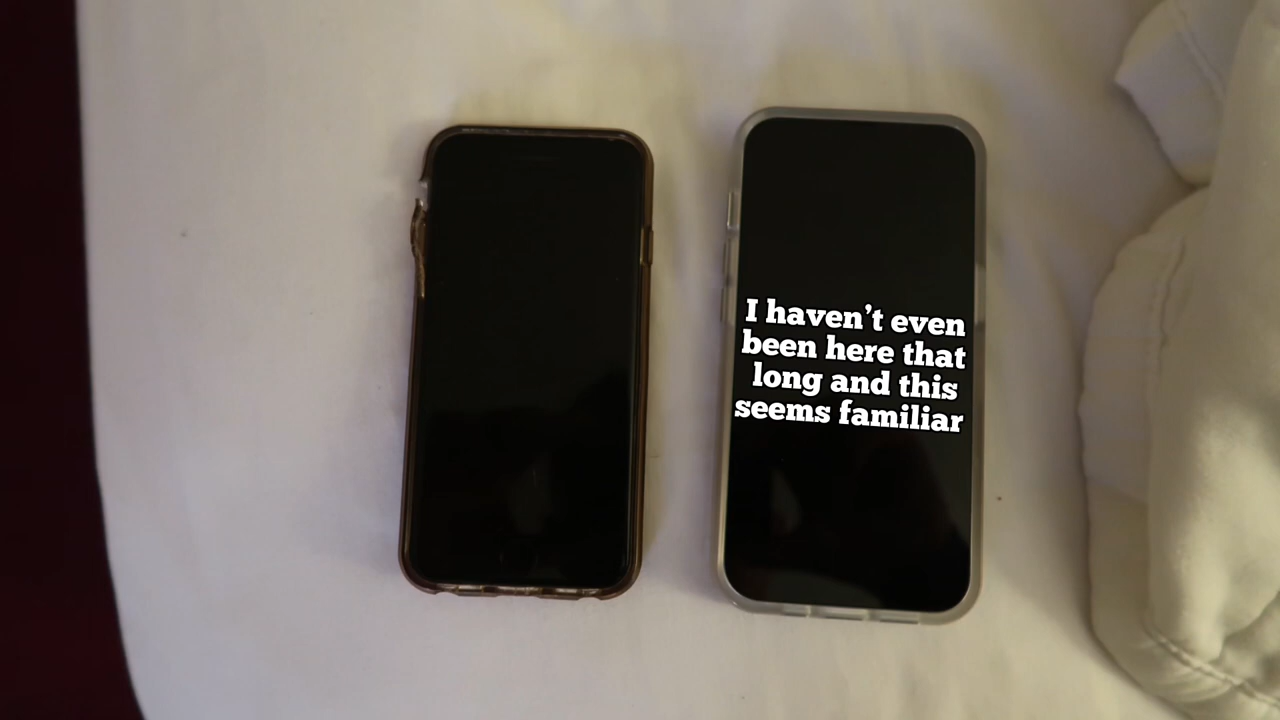 I haven’t even
been here that
long and this
seems familiar